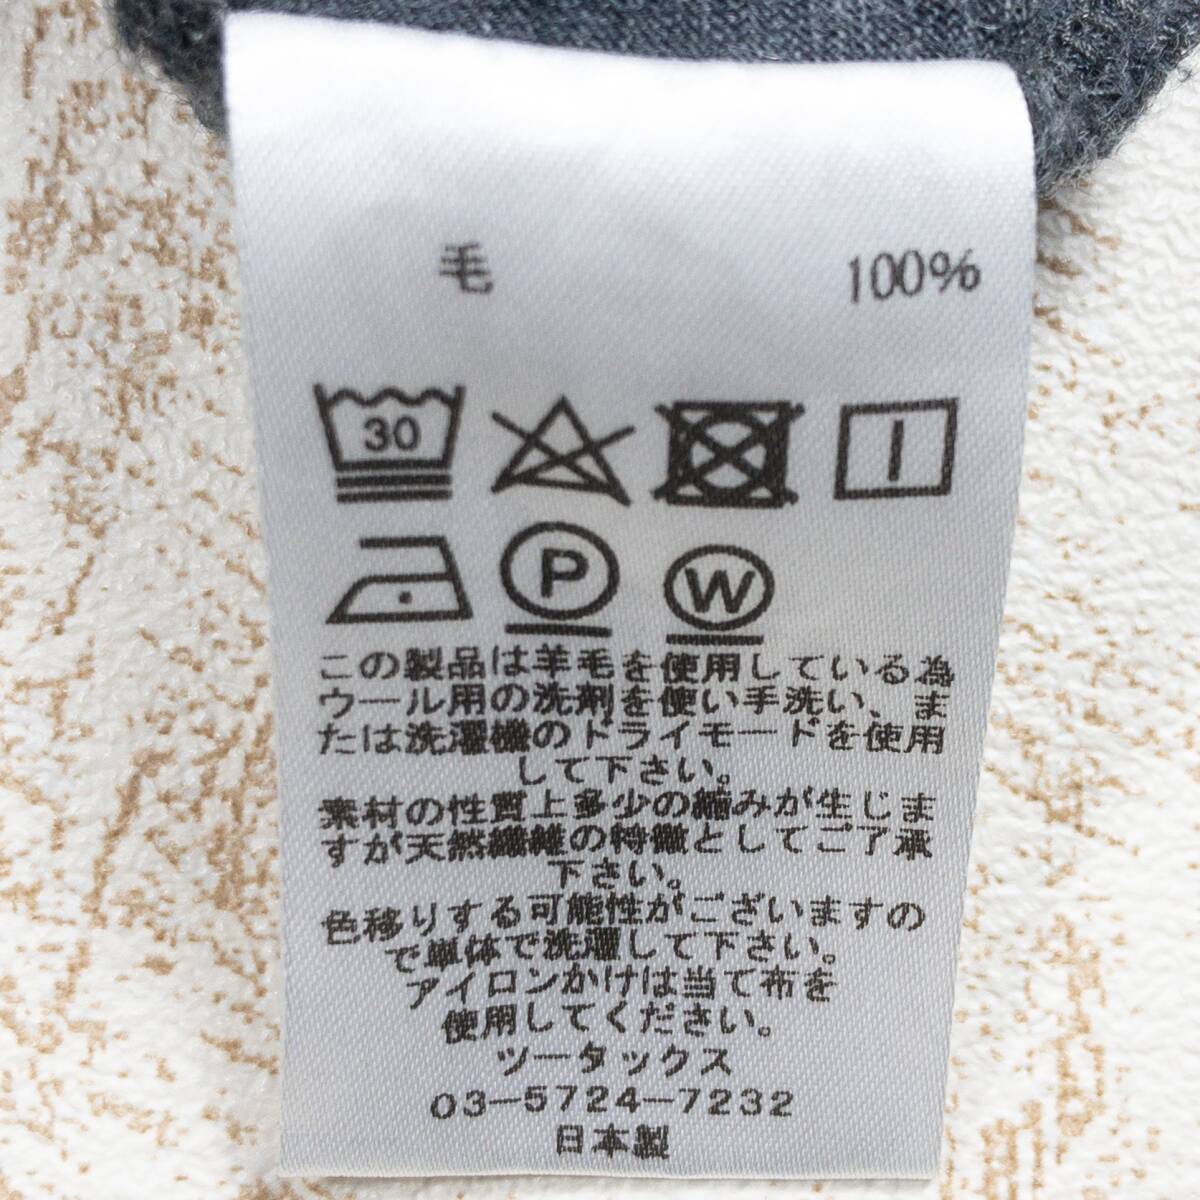 毛 100%
30
P W
この製品は羊毛を使用している為
ウール用の洗剤を使い手洗い、ま
たは洗濯機のドライモードを使用
して下さい。
素材の性質上多少の縮みが生じま
すが天然繊維の特徴としてご了承
下さい。
色移りする可能性がございますの
で単体で洗濯して下さい。
アイロンかけは当て布を
使用してください。
ツータックス
03-5724-7232
日本製